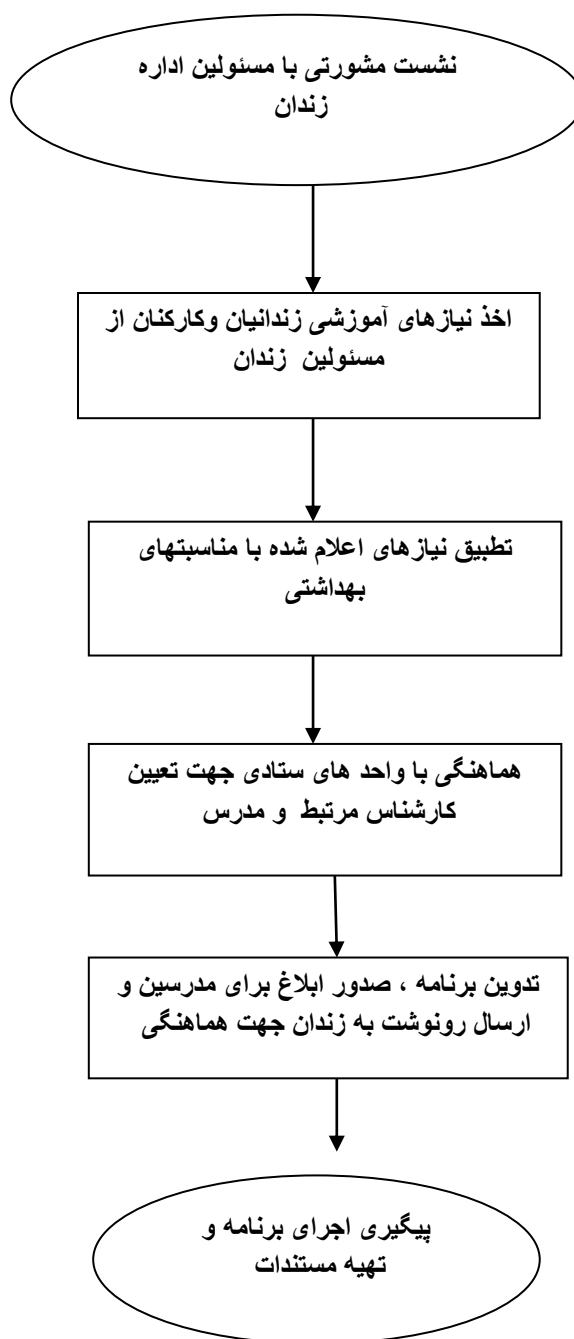 نشست مشورتی با مسئولین اداره
زندان
اخذ نیازهای آموزشی زندانیان وکارکنان از
مسئولین زندان
تطبیق نیازهای اعلام شده با مناسبتهای
بهداشتی
هماهنگی با واحد های ستادی جهت تعیین
کارشناس مرتبط و مدرس
تدوین برنامه ، صدور ابلاغ برای مدرسین و
ارسال رونوشت به زندان جهت هماهنگی
پیگیری اجرای برنامه و
تهیه مستندات